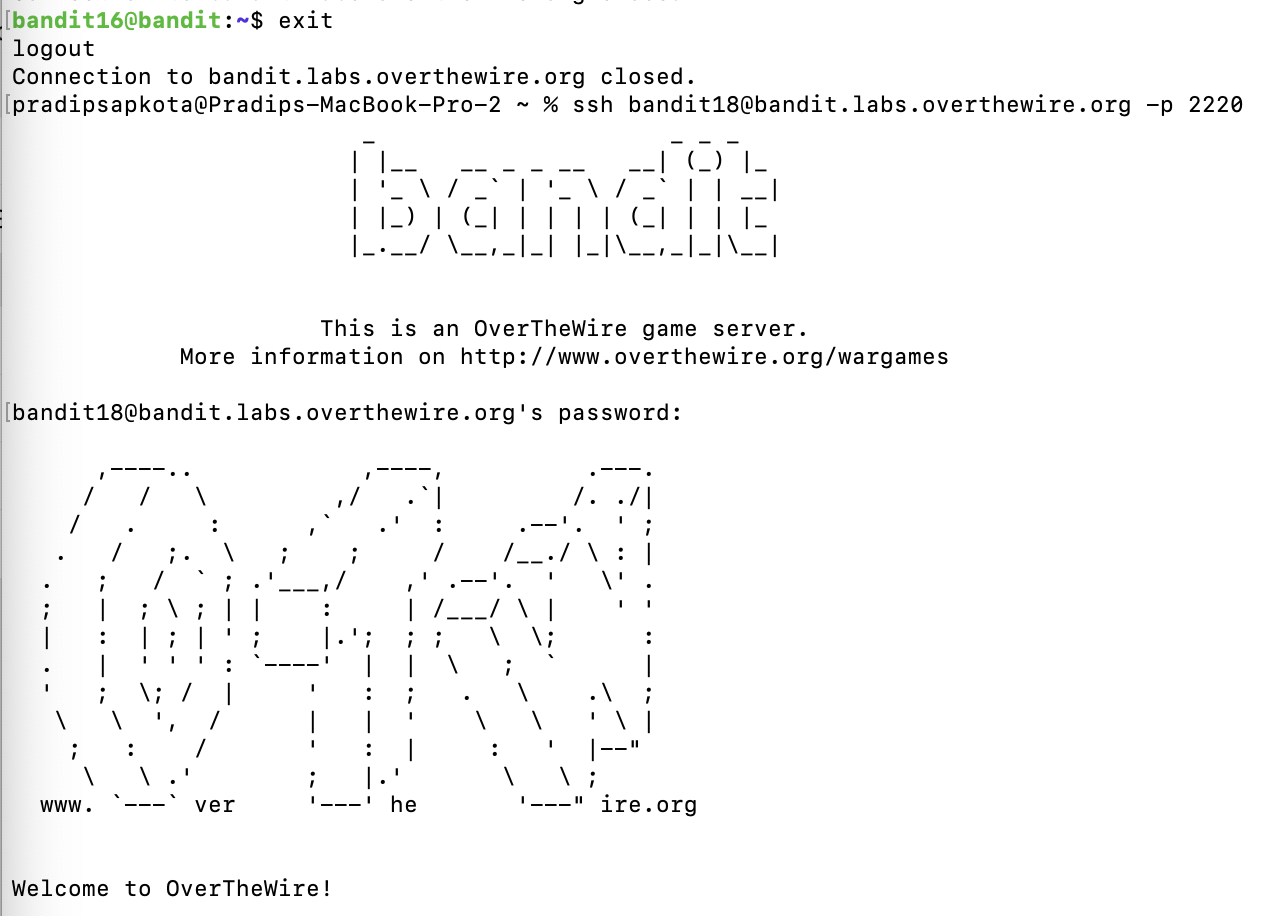 [bandit16@bandit:~$ exit
logout
Connection to bandit.labs.overthewire.org closed.
[pradipsapkota@Pradips-MacBook-Pro-2 ~ % ssh bandit18@bandit.labs.overthewire.org -p 2220
bandit
This is an OverTheWire game server.
More information on http://www.overthewire.org/wargames
[bandit18@bandit.labs.overthewire.org's password:
www. ver he ire.org
Welcome to OverTheWire!